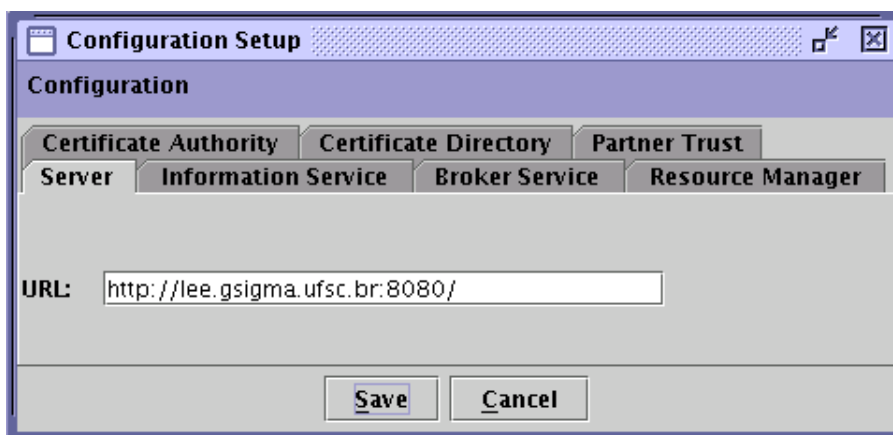 Configuration Setup
Configuration
Certificate Authority Certificate Directory Partner Trust
Server Information Service Broker Service Resource Manager
URL: http://lee.gsigma.ufsc.br:8080/
Save Cancel